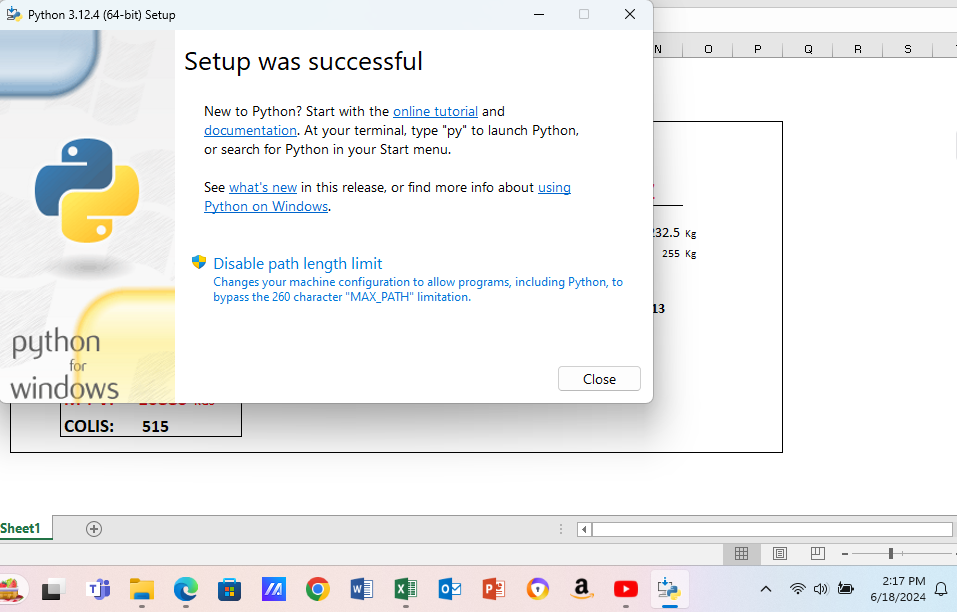 Python 3.12.4 (64-bit) Setup
Setup was successful
New to Python? Start with the online tutorial and
documentation. At your terminal, type "py" to launch Python,
or search for Python in your Start menu.
See what's new in this release, or find more info about using
Python on Windows.
Disable path length limit
Changes your machine configuration to allow programs, including Python, to
bypass the 260 character "MAX_PATH" limitation.
python
for
windows
Close
N O P Q R S
232.5 Kg
255 Kg
13
COLIS: 515
Sheet1
2:17 PM
6/18/2024